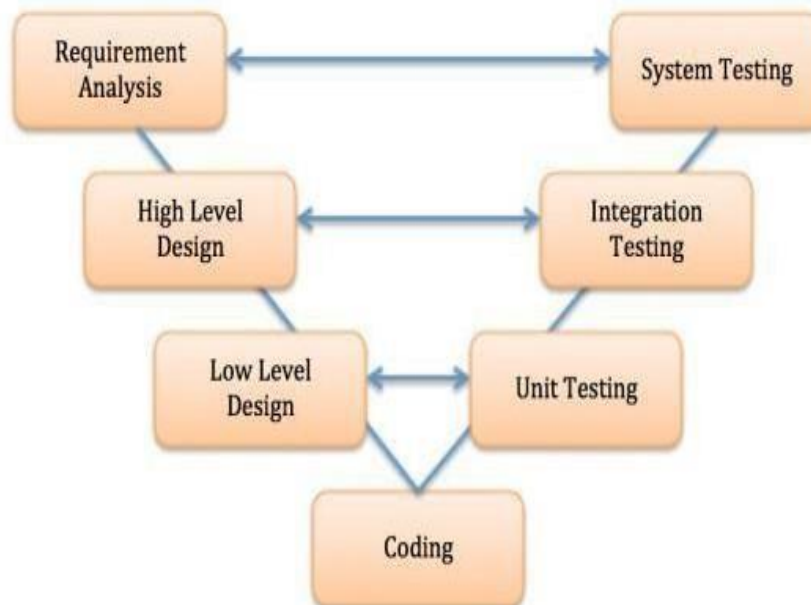 Requirement
Analysis
System Testing
High Level
Design
Integration
Testing
Low Level
Design
Unit Testing
Coding